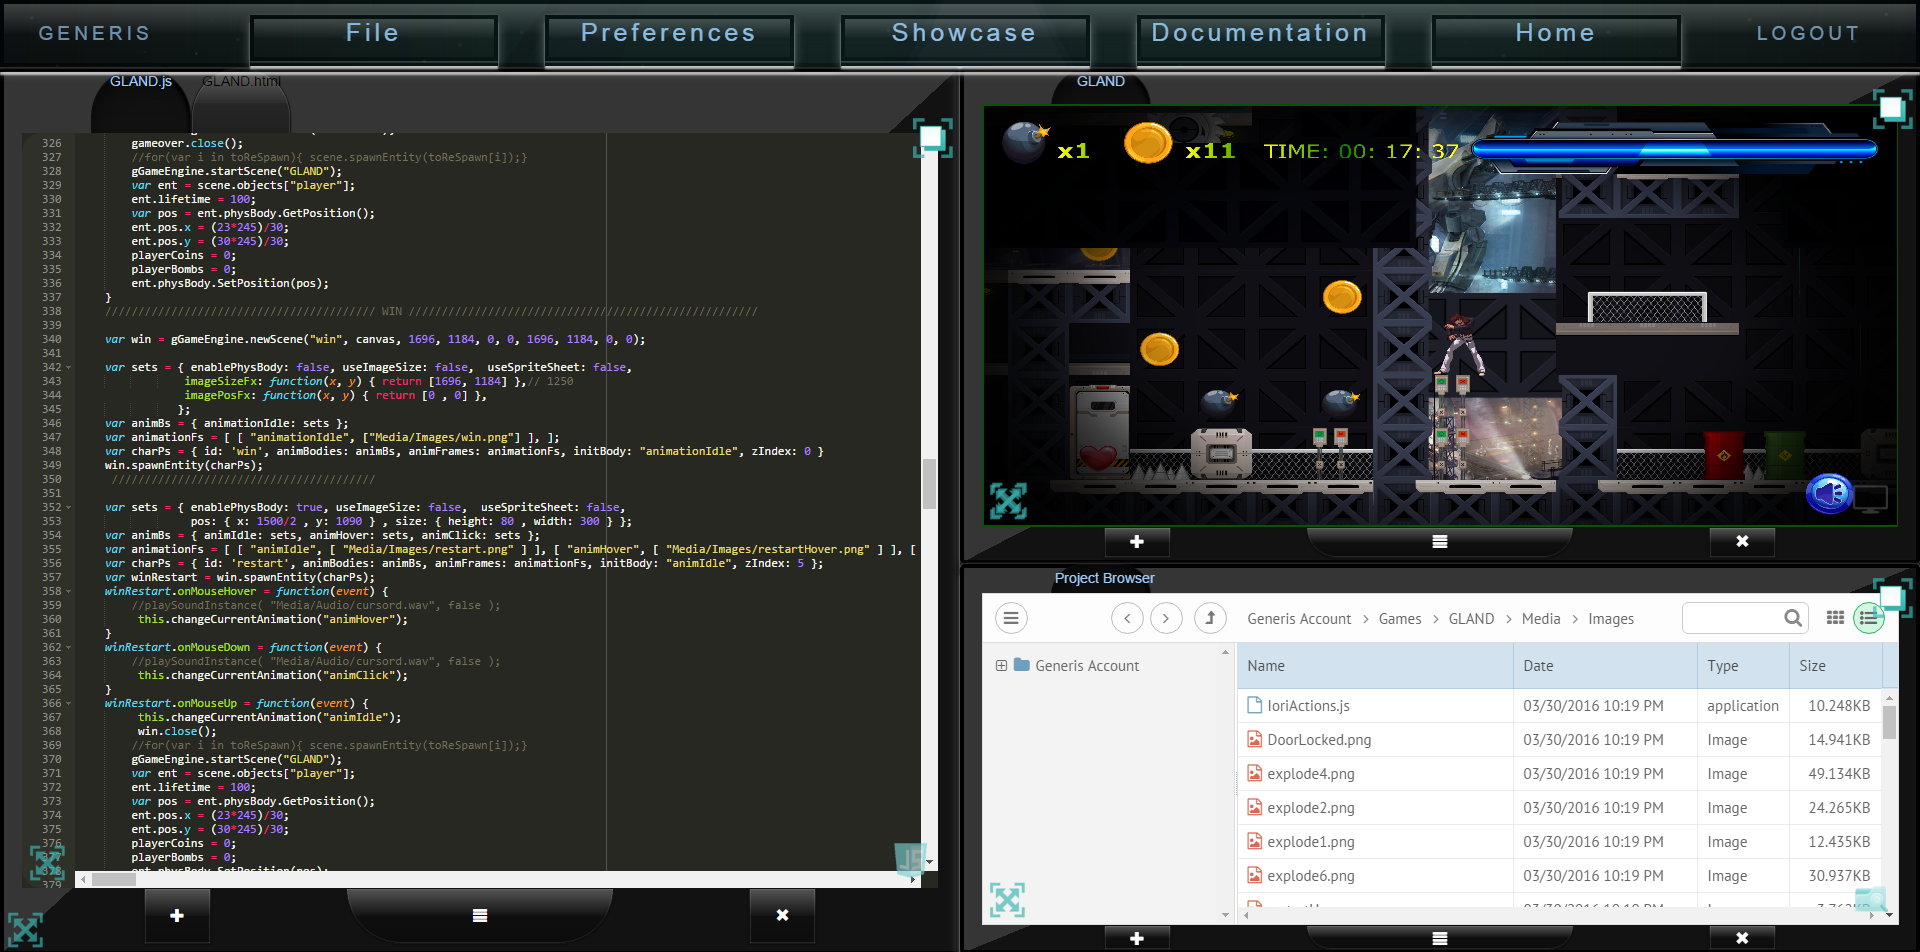 GENERIS
File
Preferences
Showcase
Documentation
Home
LOGOUT
GLAND.js
GLAND.html
326 gameover.close();
327 //for(var i in toReSpawn){ scene.spawnEntity(toReSpawn[i]);}
328 gGameEngine.startScene("GLAND");
329 var ent = scene.objects["player"];
330 ent.lifetime = 100;
331 var pos = ent.physBody.GetPosition();
332 ent.pos.x = (23*245)/30;
333 ent.pos.y = (30*245)/30;
334 playerCoins = 0;
335 playerBombs = 0;
336 ent.physBody.SetPosition(pos);
337 }
338 ///////////////////////////////////////// WIN /////////////////////////////////////////////////////
339
340 var win = gGameEngine.newScene("win", canvas, 1696, 1184, 0, 0, 1696, 1184, 0, 0);
341
342 var sets = { enablePhysBody: false, useImageSize: false,  useSpriteSheet: false,
343 imageSizeFx: function(x, y) { return [1696, 1184] },// 1250
344 imagePosFx: function(x, y) { return [0 , 0] },
345 };
346 var animBs = { animationIdle: sets };
347 var animationFs = [ [ "animationIdle", ["Media/Images/win.png"] ], ];
348 var charPs = { id: 'win', animBodies: animBs, animFrames: animationFs, initBody: "animationIdle", zIndex: 0 }
349 win.spawnEntity(charPs);
350 ////////////////////////////////////////
351
352 var sets = { enablePhysBody: true, useImageSize: false,  useSpriteSheet: false,
353 pos: { x: 1500/2 , y: 1090 } , size: { height: 80 , width: 300 } };
354 var animBs = { animIdle: sets, animHover: sets, animClick: sets };
355 var animationFs = [ [ "animIdle", [ "Media/Images/restart.png" ] ], [ "animHover", [ "Media/Images/restartHover.png" ] ], [
356 var charPs = { id: 'restart', animBodies: animBs, animFrames: animationFs, initBody: "animIdle", zIndex: 5 };
357 var winRestart = win.spawnEntity(charPs);
358 winRestart.onMouseHover = function(event) {
359 //playSoundInstance( "Media/Audio/cursord.wav", false );
360 this.changeCurrentAnimation("animHover");
361 }
362 winRestart.onMouseDown = function(event) {
363 //playSoundInstance( "Media/Audio/cursord.wav", false );
364 this.changeCurrentAnimation("animClick");
365 }
366 winRestart.onMouseUp = function(event) {
367 this.changeCurrentAnimation("animIdle");
368 win.close();
369 //for(var i in toReSpawn){ scene.spawnEntity(toReSpawn[i]);}
370 gGameEngine.startScene("GLAND");
371 var ent = scene.objects["player"];
372 ent.lifetime = 100;
373 var pos = ent.physBody.GetPosition();
374 ent.pos.x = (23*245)/30;
375 ent.pos.y = (30*245)/30;
376 playerCoins = 0;
377 playerBombs = 0;
378 ent.physBody.SetPosition(pos);
379
JS
GLAND
x1
x11
TIME: 00: 17: 37
Project Browser
Generis Account > Games > GLAND > Media > Images
Generis Account
Name Date Type Size
IoriActions.js 03/30/2016 10:19 PM application 10.248KB
DoorLocked.png 03/30/2016 10:19 PM Image 14.941KB
explode4.png 03/30/2016 10:19 PM Image 49.134KB
explode2.png 03/30/2016 10:19 PM Image 24.265KB
explode1.png 03/30/2016 10:19 PM Image 12.435KB
explode6.png 03/30/2016 10:19 PM Image 30.937KB